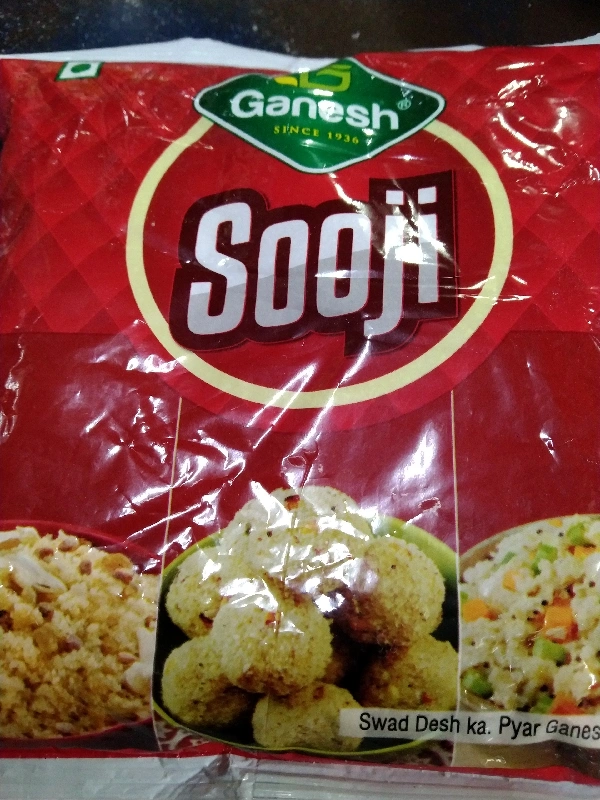 Ganesh®
SINCE 1936
Sooji
Swad Desh ka. Pyar Ganes